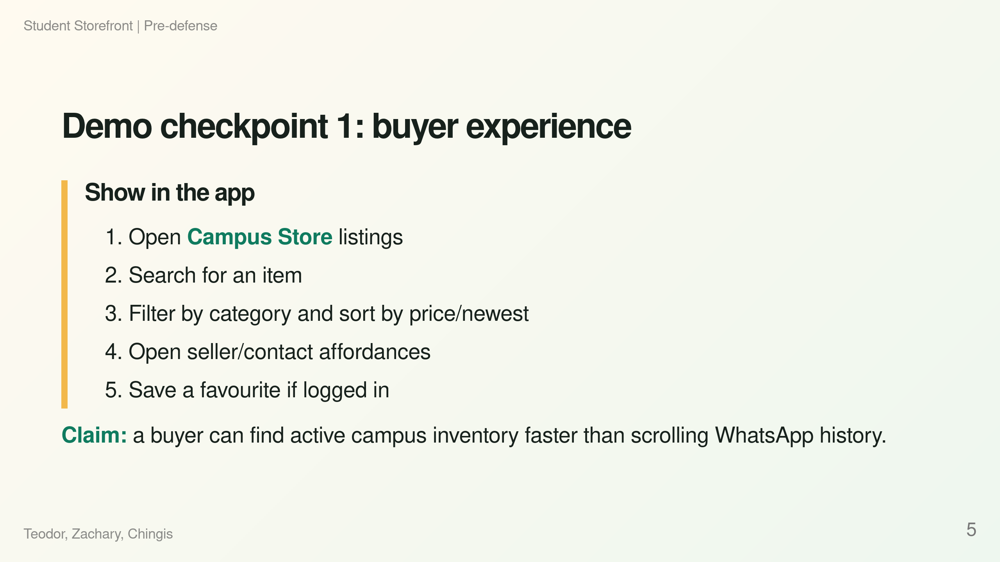 Student Storefront | Pre-defense
Demo checkpoint 1: buyer experience
Show in the app
1. Open Campus Store listings
2. Search for an item
3. Filter by category and sort by price/newest
4. Open seller/contact affordances
5. Save a favourite if logged in
Claim: a buyer can find active campus inventory faster than scrolling WhatsApp history.
Teodor, Zachary, Chingis
5